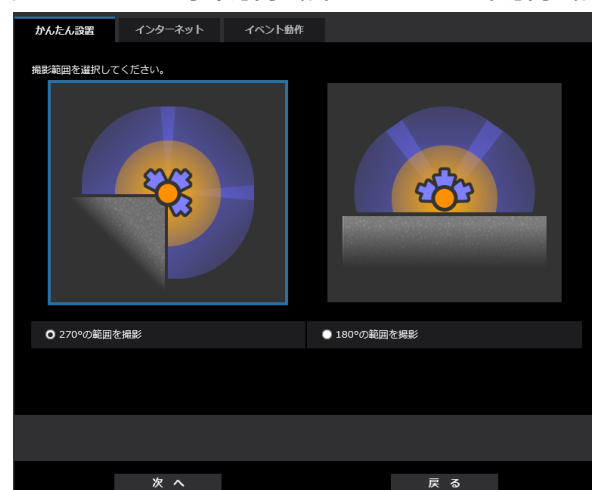 かんたん設置 インターネット イベント動作
撮影範囲を選択してください。
270°の範囲を撮影 180°の範囲を撮影
次 へ 戻 る